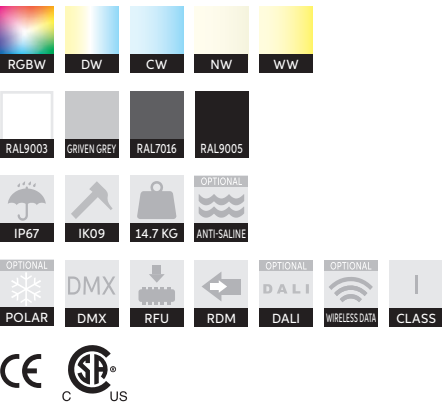 RGBW DW CW NW WW
RAL9003 GRIVEN GREY RAL7016 RAL9005
OPTIONAL
IP67 IK09 14.7 KG ANTI-SALINE
OPTIONAL OPTIONAL OPTIONAL
DMX DALI I
POLAR DMX RFU RDM DALI WIRELESS DATA CLASS
CE SA ®
C US